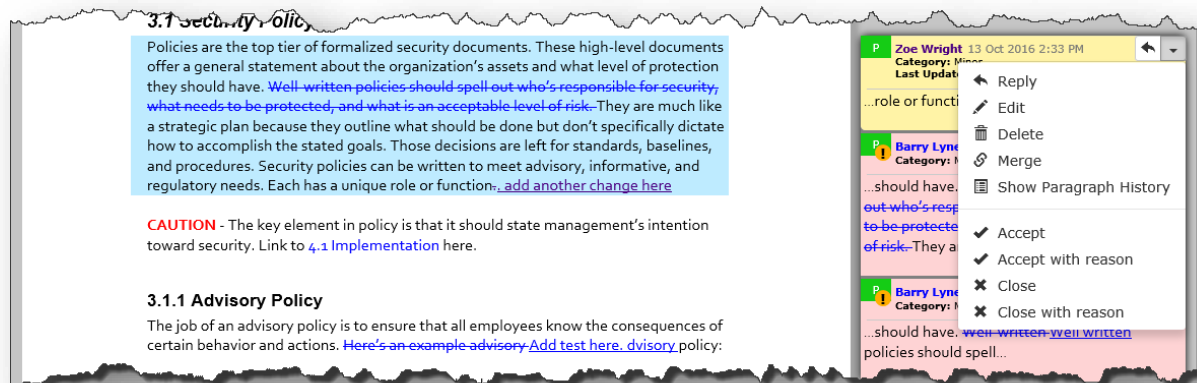 3.1 Security Policy
Policies are the top tier of formalized security documents. These high-level documents
offer a general statement about the organization's assets and what level of protection
they should have. Well-written policies should spell out who's responsible for security,
what needs to be protected, and what is an acceptable level of risk. They are much like
a strategic plan because they outline what should be done but don't specifically dictate
how to accomplish the stated goals. Those decisions are left for standards, baselines,
and procedures. Security policies can be written to meet advisory, informative, and
regulatory needs. Each has a unique role or function.. add another change here
CAUTION - The key element in policy is that it should state management's intention
toward security. Link to 4.1 Implementation here.
3.1.1 Advisory Policy
The job of an advisory policy is to ensure that all employees know the consequences of
certain behavior and actions. Here's an example advisory Add test here. dvisory policy:
P Zoe Wright 13 Oct 2016 2:33 PM
Category:
Last
...role or
P Barry
Category:
...should have.
out who's
to be
of risk. They
P Barry
Category:
...should have. Well written Well written
policies should spell...
Reply
Edit
Delete
Merge
Show Paragraph History
Accept
Accept with reason
Close
Close with reason